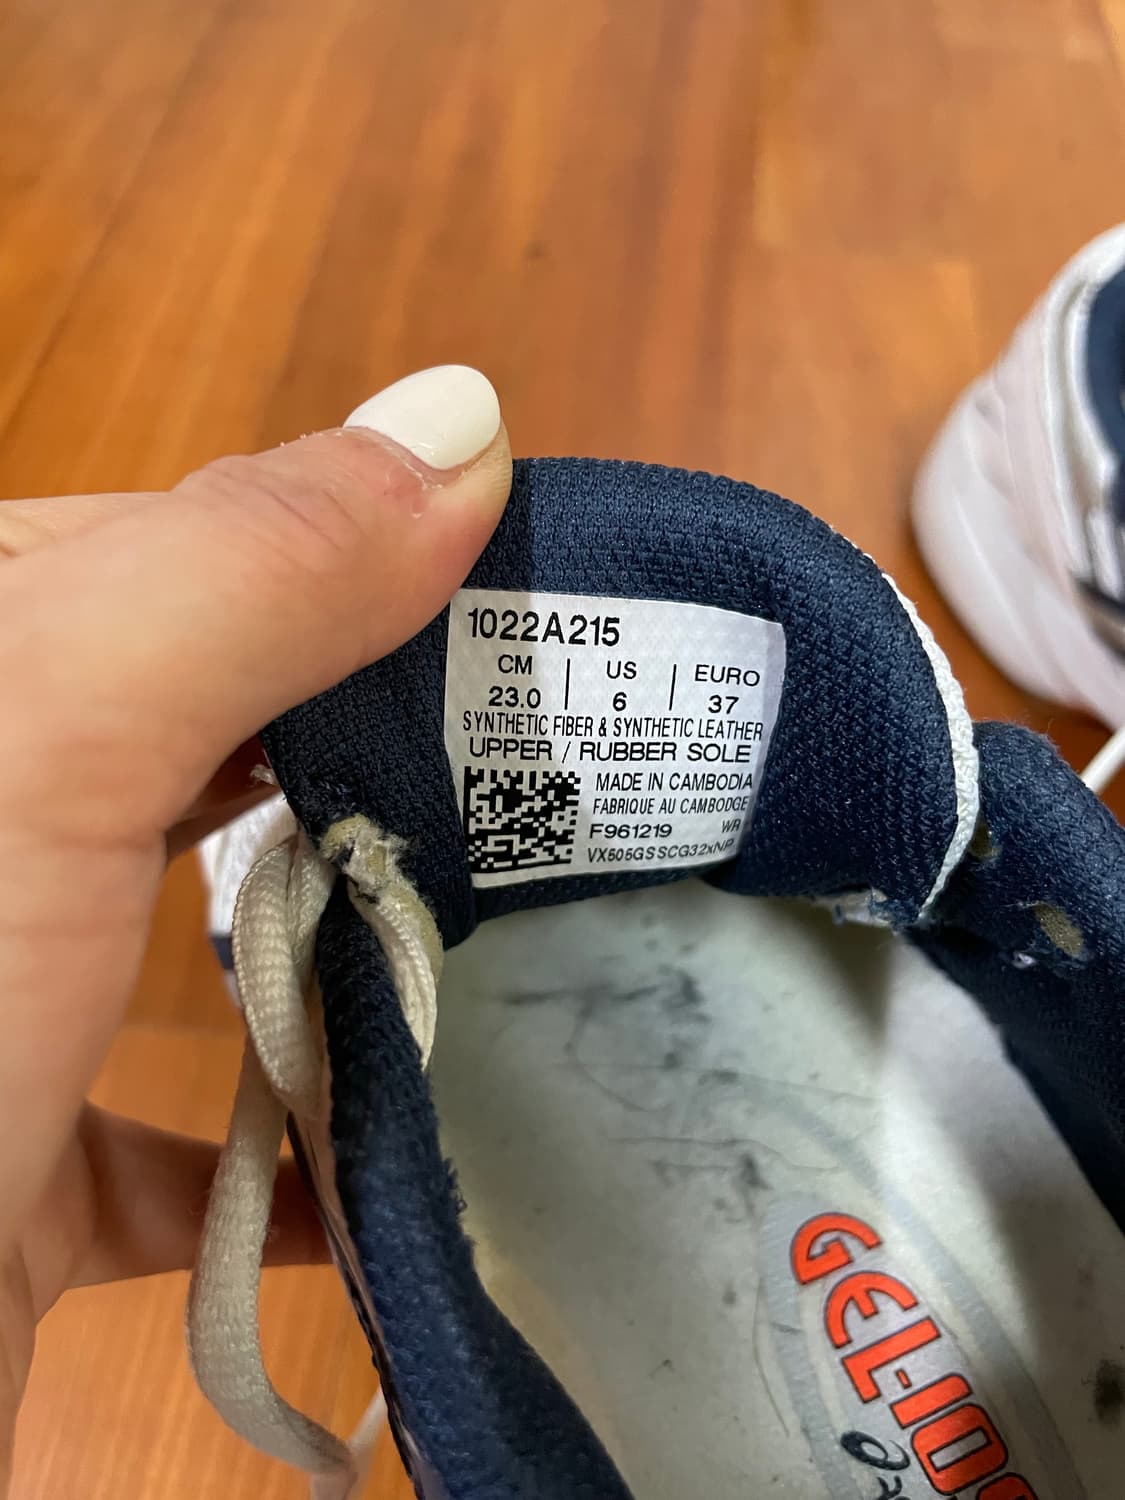 1022A215
CM | US | EURO
23.0 | 6 | 37
SYNTHETIC FIBER & SYNTHETIC LEATHER
UPPER / RUBBER SOLE
MADE IN CAMBODIA
FABRIQUE AU CAMBODGE
F961219 WR
VX505GSSCG32xNP